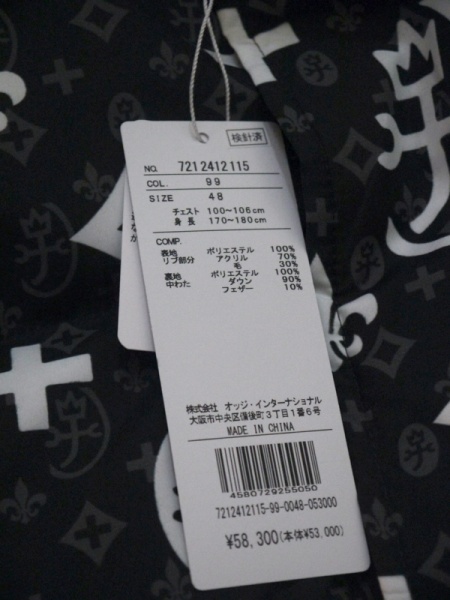 検針済
NO. 7212412115
COL. 99
SIZE 48
チェスト 100~106cm
身長 170~180cm
COMP.
表地 ポリエステル 100%
リブ部分 アクリル 70%
毛 30%
裏地 ポリエステル 100%
中わた ダウン 90%
フェザー 10%
株式会社 オッジ・インターナショナル
大阪市中央区備後町3丁目1番6号
MADE IN CHINA
4580729255050
7212412115-99-0048-053000
¥58,300(本体¥53,000)